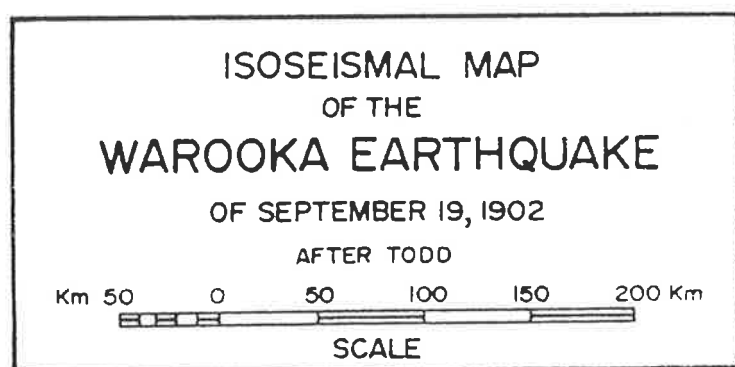 ISOSEISMAL MAP
OF THE
WAROOKA EARTHQUAKE
OF SEPTEMBER 19, 1902
AFTER TODD
Km 50 0 50 100 150 200 Km
SCALE